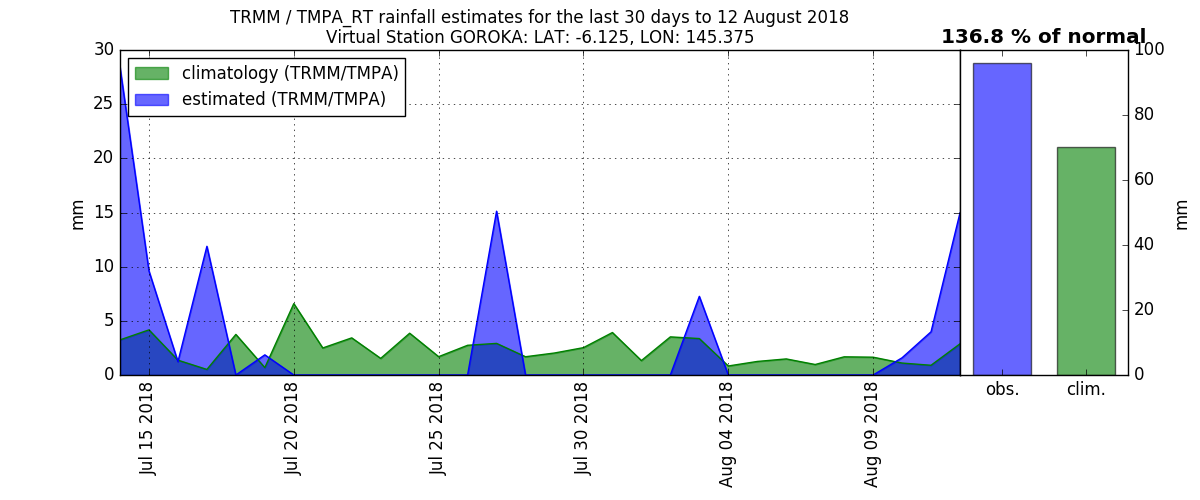 TRMM / TMPA_RT rainfall estimates for the last 30 days to 12 August 2018
Virtual Station GOROKA: LAT: -6.125, LON: 145.375
136.8 % of normal
climatology (TRMM/TMPA)
estimated (TRMM/TMPA)
30
25
20
15
10
5
0
mm
Jul 15 2018
Jul 20 2018
Jul 25 2018
Jul 30 2018
Aug 04 2018
Aug 09 2018
100
80
60
40
20
0
mm
obs.
clim.